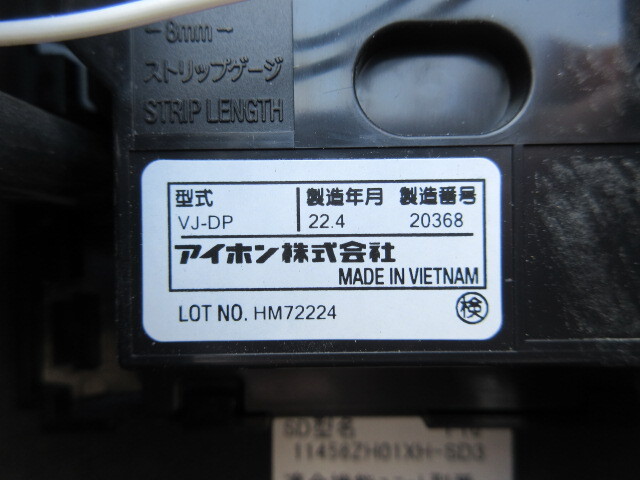 ~8mm~
ストリップゲージ
STRIP LENGTH
型式 製造年月 製造番号
VJ-DP 22.4 20368
アイホン株式会社
MADE IN VIETNAM
LOT NO. HM72224 検
SD型名
11456ZH01XH-SD3